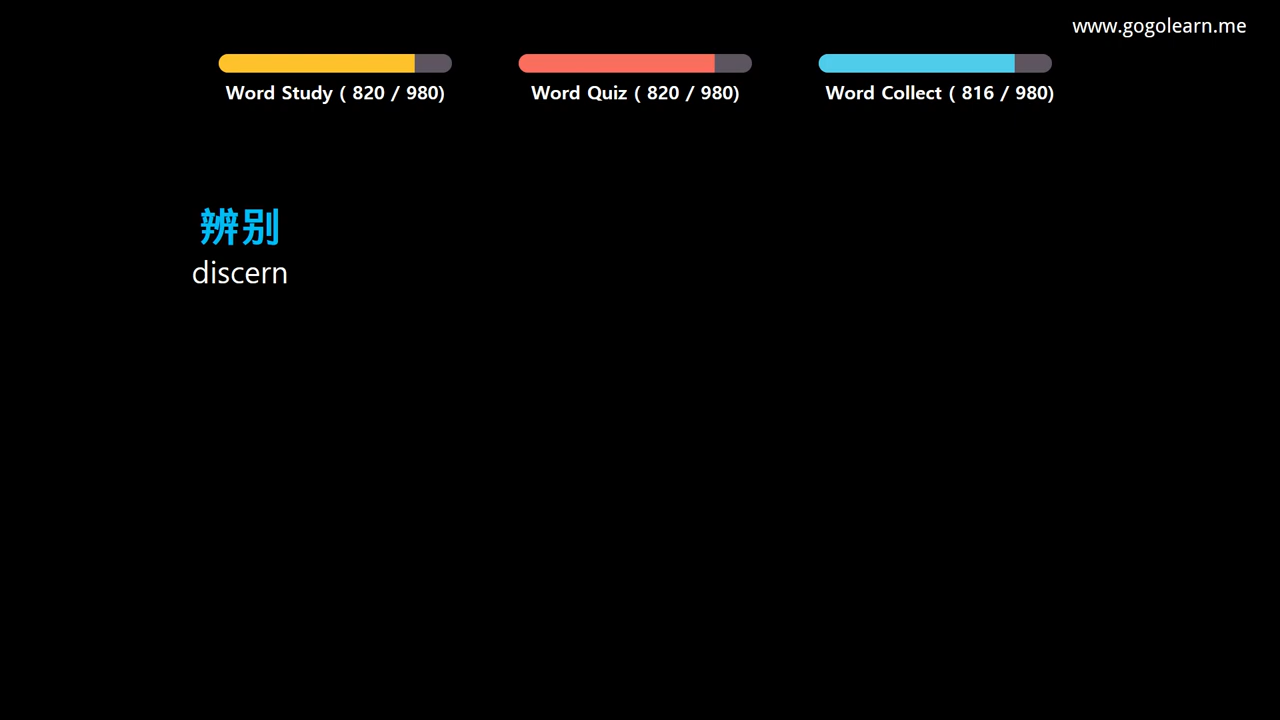 www.gogolearn.me
Word Study ( 820 / 980)
Word Quiz ( 820 / 980)
Word Collect ( 816 / 980)
辨别
discern